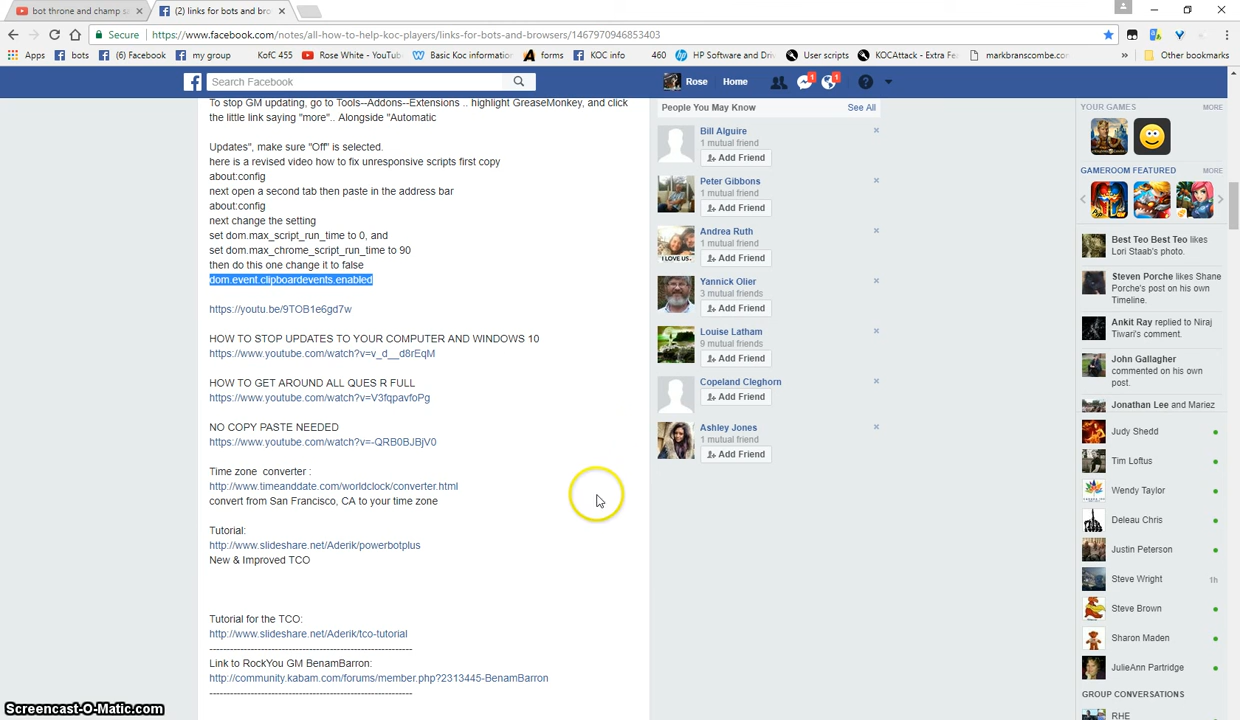 bot throne and champ sa
(2) links for bots and bro
Secure
https://www.facebook.com/notes/all-how-to-help-koc-players/links-for-bots-and-browsers/1467970946853403
Apps
bots
(6) Facebook
my group
KofC 455
Rose White - YouTube
Basic Koc information
forms
KOC info
460
HP Software and Driv
User scripts
KOCAttack - Extra Fea
markbranscombe.com
»
Other bookmarks
Search Facebook
Rose
Home
1
1
To stop GM updating, go to Tools--Addons--Extensions .. highlight GreaseMonkey, and click
the little link saying "more".. Alongside "Automatic
Updates", make sure "Off" is selected.
here is a revised video how to fix unresponsive scripts first copy
about:config
next open a second tab then paste in the address bar
about:config
next change the setting
set dom.max_script_run_time to 0, and
set dom.max_chrome_script_run_time to 90
then do this one change it to false
dom.event.clipboardevents.enabled
https://youtu.be/9TOB1e6gd7w
HOW TO STOP UPDATES TO YOUR COMPUTER AND WINDOWS 10
https://www.youtube.com/watch?v=v_d__d8rEqM
HOW TO GET AROUND ALL QUES R FULL
https://www.youtube.com/watch?v=V3fqpavfoPg
NO COPY PASTE NEEDED
https://www.youtube.com/watch?v=-QRB0BJBjV0
Time zone converter :
http://www.timeanddate.com/worldclock/converter.html
convert from San Francisco, CA to your time zone
Tutorial:
http://www.slideshare.net/Aderik/powerbotplus
New & Improved TCO
Tutorial for the TCO:
http://www.slideshare.net/Aderik/tco-tutorial
------------------------------------------------------------
Link to RockYou GM BenamBarron:
http://community.kabam.com/forums/member.php?2313445-BenamBarron
------------------------------------------------------------
People You May Know
See All
Bill Alguire
1 mutual friend
Add Friend
Peter Gibbons
1 mutual friend
Add Friend
Andrea Ruth
1 mutual friend
Add Friend
Yannick Olier
3 mutual friends
Add Friend
Louise Latham
9 mutual friends
Add Friend
Copeland Cleghorn
Add Friend
Ashley Jones
1 mutual friend
Add Friend
YOUR GAMES
MORE
GAMEROOM FEATURED
MORE
Best Teo Best Teo likes
Lori Staab's photo.
Steven Porche likes Shane
Porche's post on his own
Timeline.
Ankit Ray replied to Niraj
Tiwari's comment.
John Gallagher
commented on his own
post.
Jonathan Lee and Mariez
Judy Shedd
Tim Loftus
Wendy Taylor
Deleau Chris
Justin Peterson
Steve Wright
1h
Steve Brown
Sharon Maden
JulieAnn Partridge
GROUP CONVERSATIONS
RHE
Screencast-O-Matic.com